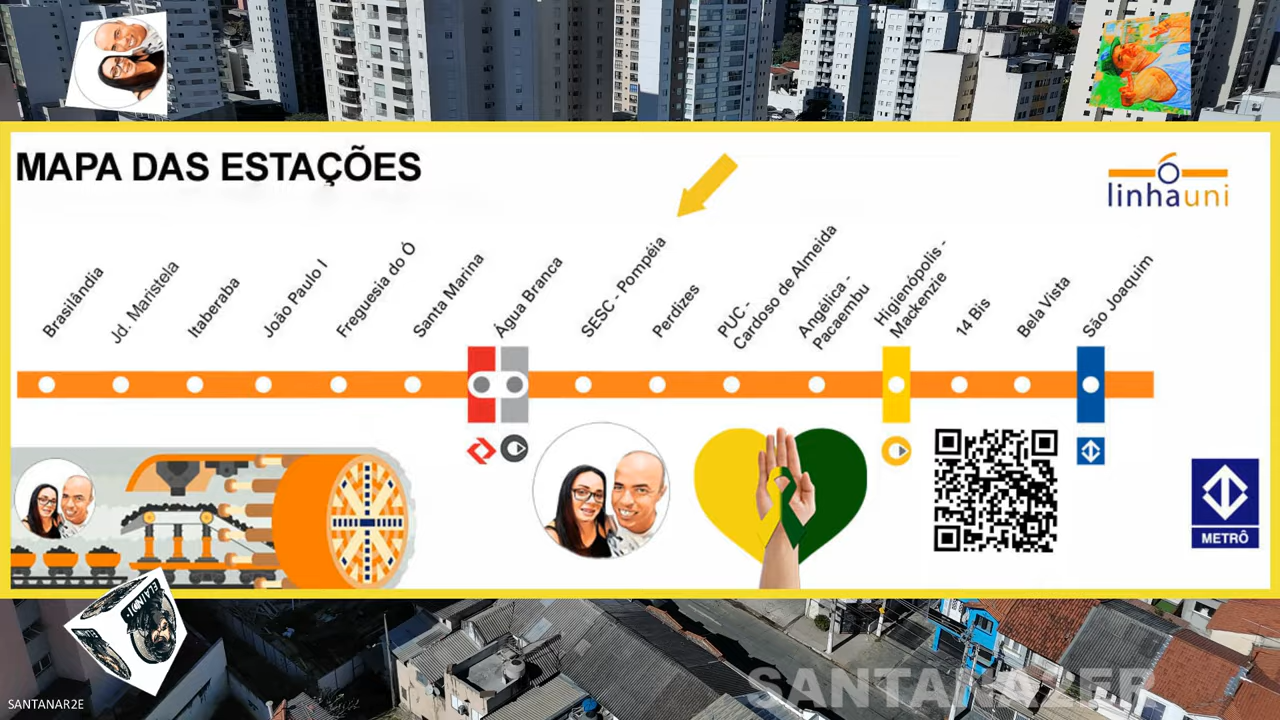 MAPA DAS ESTAÇÕES
linhauni
Brasilândia
Jd. Maristela
Itaberaba
João Paulo I
Freguesia do Ó
Santa Marina
Água Branca
SESC - Pompéia
Perdizes
PUC -
Cardoso de Almeida
Angélica -
Pacaembu
Higienópolis -
Mackenzie
14 Bis
Bela Vista
São Joaquim
METRÔ
SANTANAR2E